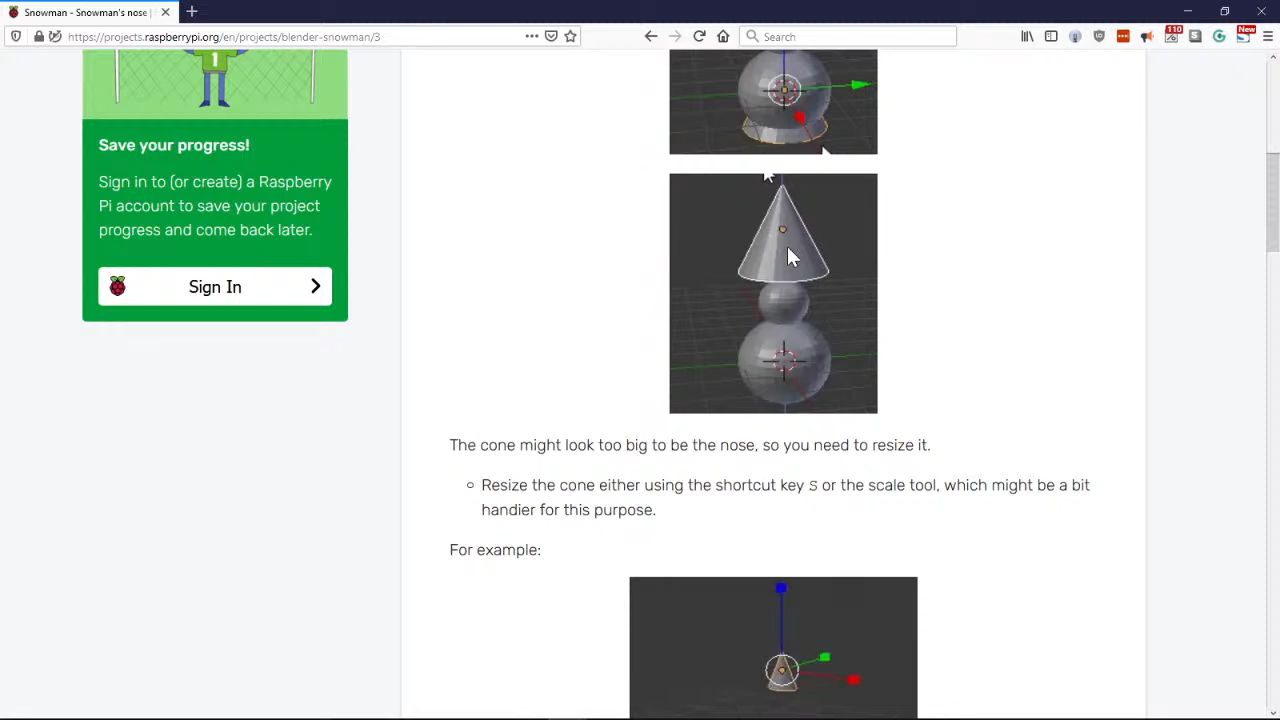 Snowman - Snowman's nose |
https://projects.raspberrypi.org/en/projects/blender-snowman/3
Search
110
New
1
Save your progress!
Sign in to (or create) a Raspberry
Pi account to save your project
progress and come back later.
Sign In
The cone might look too big to be the nose, so you need to resize it.
Resize the cone either using the shortcut key S or the scale tool, which might be a bit
handier for this purpose.
For example: